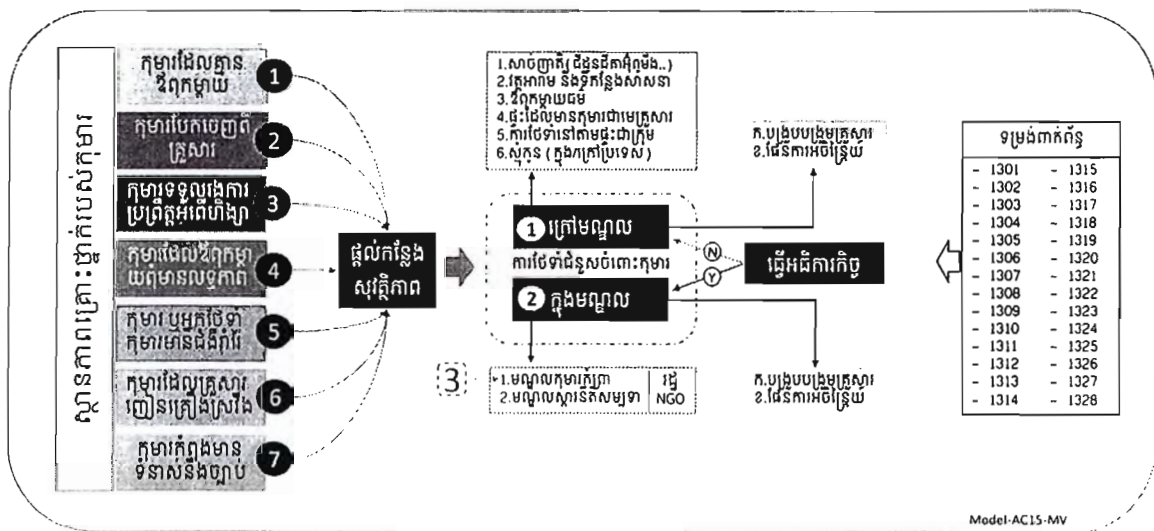 ស្ថានភាពគ្រោះថ្នាក់របស់កុមារ
កុមារដែលគ្មាន
ឪពុកម្តាយ
1
កុមារបែកចេញពី
គ្រួសារ
2
កុមារទទួលរងការ
ប្រព្រឹត្តអំពើហិង្សា
3
កុមារដែលឪពុកម្តា
យពុំមានលទ្ធភាព
4
កុមារ ឬអ្នកថែទាំ
កុមារមានជំងឺរ៉ាំរ៉ៃ
5
កុមារដែលគ្រួសារ
ញៀនគ្រឿងស្រវឹង
6
កុមារកំពុងមាន
ទំនាស់នឹងច្បាប់
7
ផ្តល់កន្លែង
សុវត្ថិភាព
1.សាច់ញាតិ(ជីដូនជីតាអ៊ំពូមីង..)
2.វត្តអារាម និងទីកន្លែងសាសនា
3.ឪពុកម្តាយធម៌
4.ផ្ទះដែលមានកុមារជាមេគ្រួសារ
5.ការថែទាំនៅតាមផ្ទះជាក្រុម
6.ស្មុំកូន (ក្នុងក្រៅប្រទេស)
1 ក្រៅមណ្ឌល
ការថែទាំជំនួសចំពោះកុមារ
2 ក្នុងមណ្ឌល
3
1.មណ្ឌលកុមារកំព្រា
2.មណ្ឌលស្តារនីតិសម្បទា
រដ្ឋ
NGO
ក.បង្រួបបង្រួមគ្រួសារ
ខ.ផែនការអចិន្ត្រៃយ៍
N
Y
ធ្វើអធិការកិច្ច
ក.បង្រួបបង្រួមគ្រួសារ
ខ.ផែនការអចិន្ត្រៃយ៍
ទម្រង់ពាក់ព័ន្ធ
- 1301 - 1315
- 1302 - 1316
- 1303 - 1317
- 1304 - 1318
- 1305 - 1319
- 1306 - 1320
- 1307 - 1321
- 1308 - 1322
- 1309 - 1323
- 1310 - 1324
- 1311 - 1325
- 1312 - 1326
- 1313 - 1327
- 1314 - 1328
Model-AC15-MV